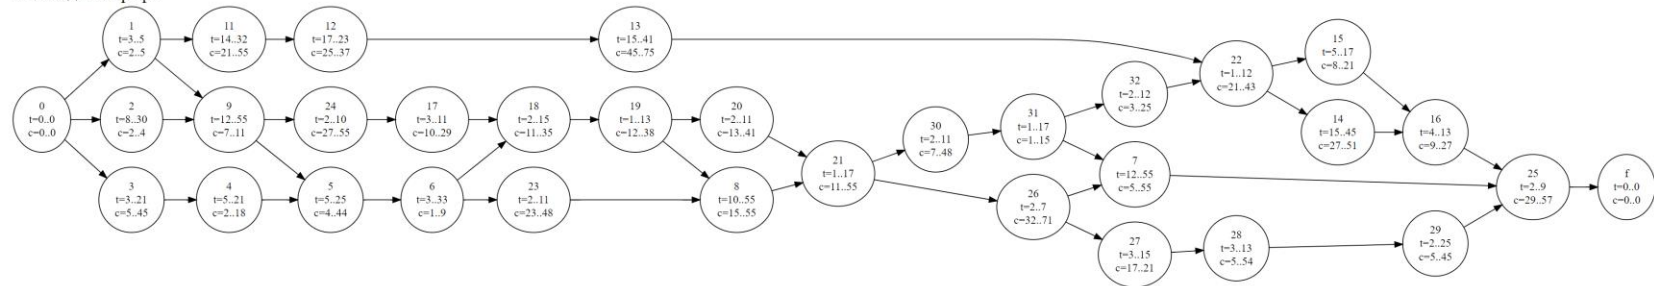 0
t=0..0
c=0..0
1
t=3..5
c=2..5
2
t=8..30
c=2..4
3
t=3..21
c=5..45
11
t=14..32
c=21..55
9
t=12..55
c=7..11
4
t=5..21
c=2..18
12
t=17..23
c=25..37
24
t=2..10
c=27..55
5
t=5..25
c=4..44
17
t=3..11
c=10..29
6
t=3..33
c=1..9
18
t=2..15
c=11..35
23
t=2..11
c=23..48
13
t=15..41
c=45..75
19
t=1..13
c=12..38
20
t=2..11
c=13..41
8
t=10..55
c=15..55
21
t=1..17
c=11..55
30
t=2..11
c=7..48
31
t=1..17
c=1..15
26
t=2..7
c=32..71
32
t=2..12
c=3..25
7
t=12..55
c=5..55
27
t=3..15
c=17..21
22
t=1..12
c=21..43
28
t=3..13
c=5..54
15
t=5..17
c=8..21
14
t=15..45
c=27..51
16
t=4..13
c=9..27
29
t=2..25
c=5..45
25
t=2..9
c=29..57
f
t=0..0
c=0..0